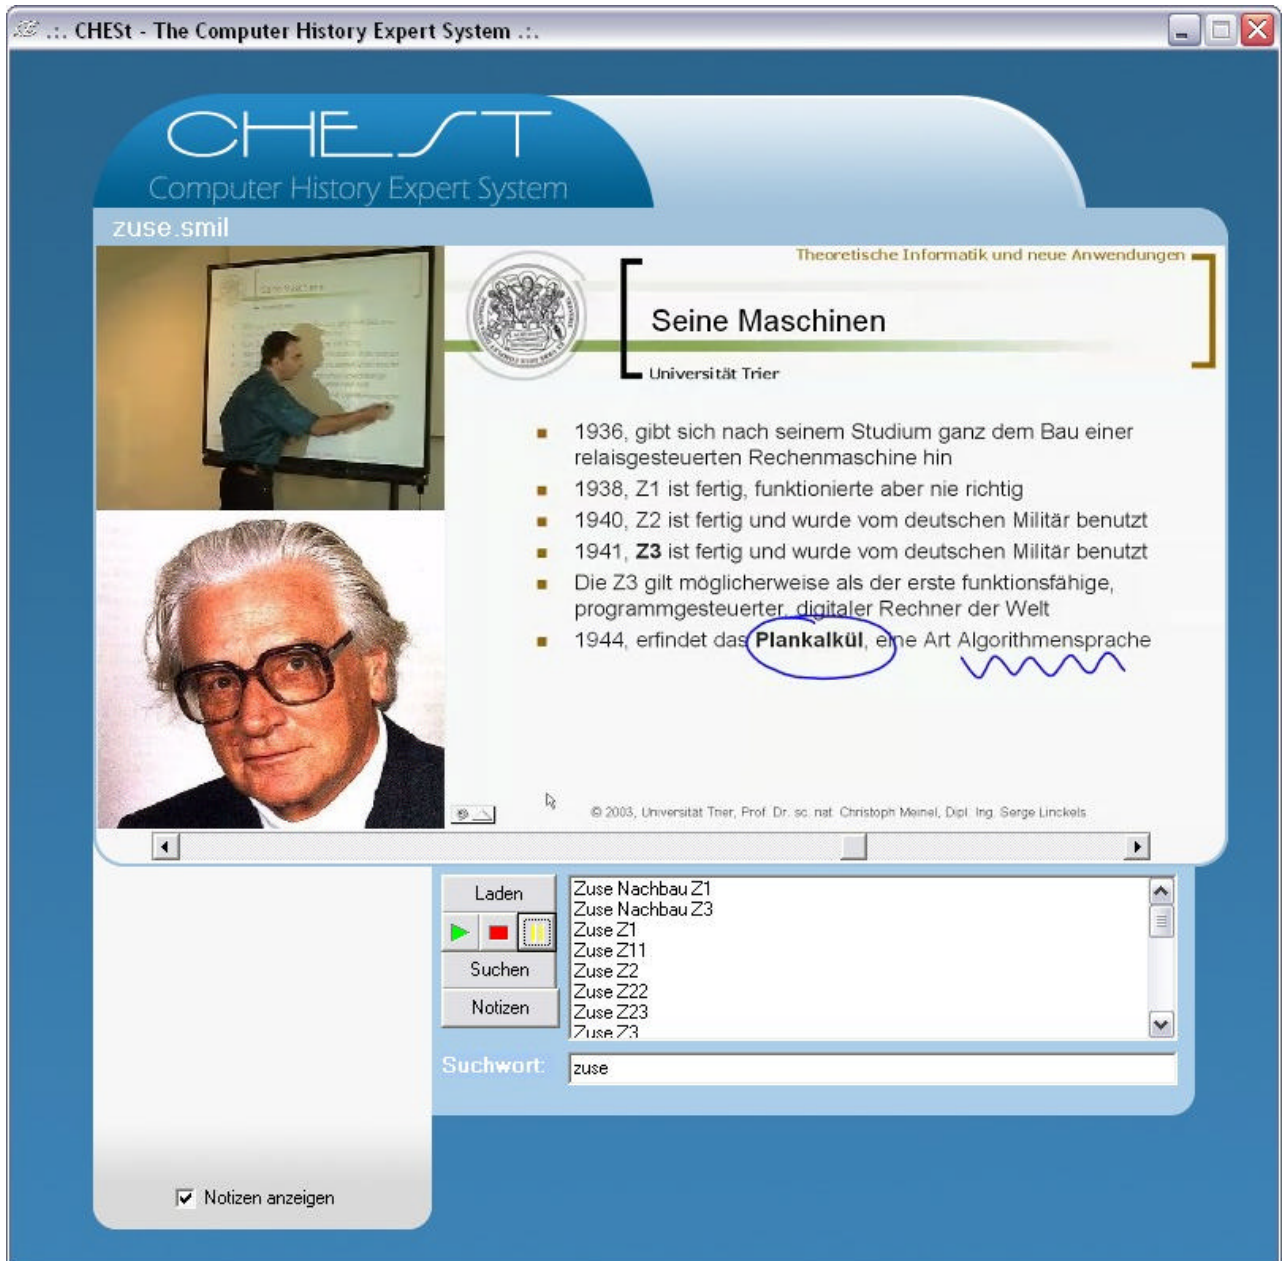 .:. CHESt - The Computer History Expert System .:.
CHEST
Computer History Expert System
zuse.smil
Theoretische Informatik und neue Anwendungen
Seine Maschinen
Universität Trier
1936, gibt sich nach seinem Studium ganz dem Bau einer
relaisgesteuerten Rechenmaschine hin
1938, Z1 ist fertig, funktionierte aber nie richtig
1940, Z2 ist fertig und wurde vom deutschen Militär benutzt
1941, Z3 ist fertig und wurde vom deutschen Militär benutzt
Die Z3 gilt möglicherweise als der erste funktionsfähige,
programmgesteuerter, digitaler Rechner der Welt
1944, erfindet das Plankalkül, eine Art Algorithmensprache
© 2003, Universität Trier, Prof. Dr. sc. nat. Christoph Meinel, Dipl. Ing. Serge Linckels
Laden
Suchen
Notizen
Zuse Nachbau Z1
Zuse Nachbau Z3
Zuse Z1
Zuse Z11
Zuse Z2
Zuse Z22
Zuse Z23
Zuse Z3
Suchwort:
zuse
Notizen anzeigen